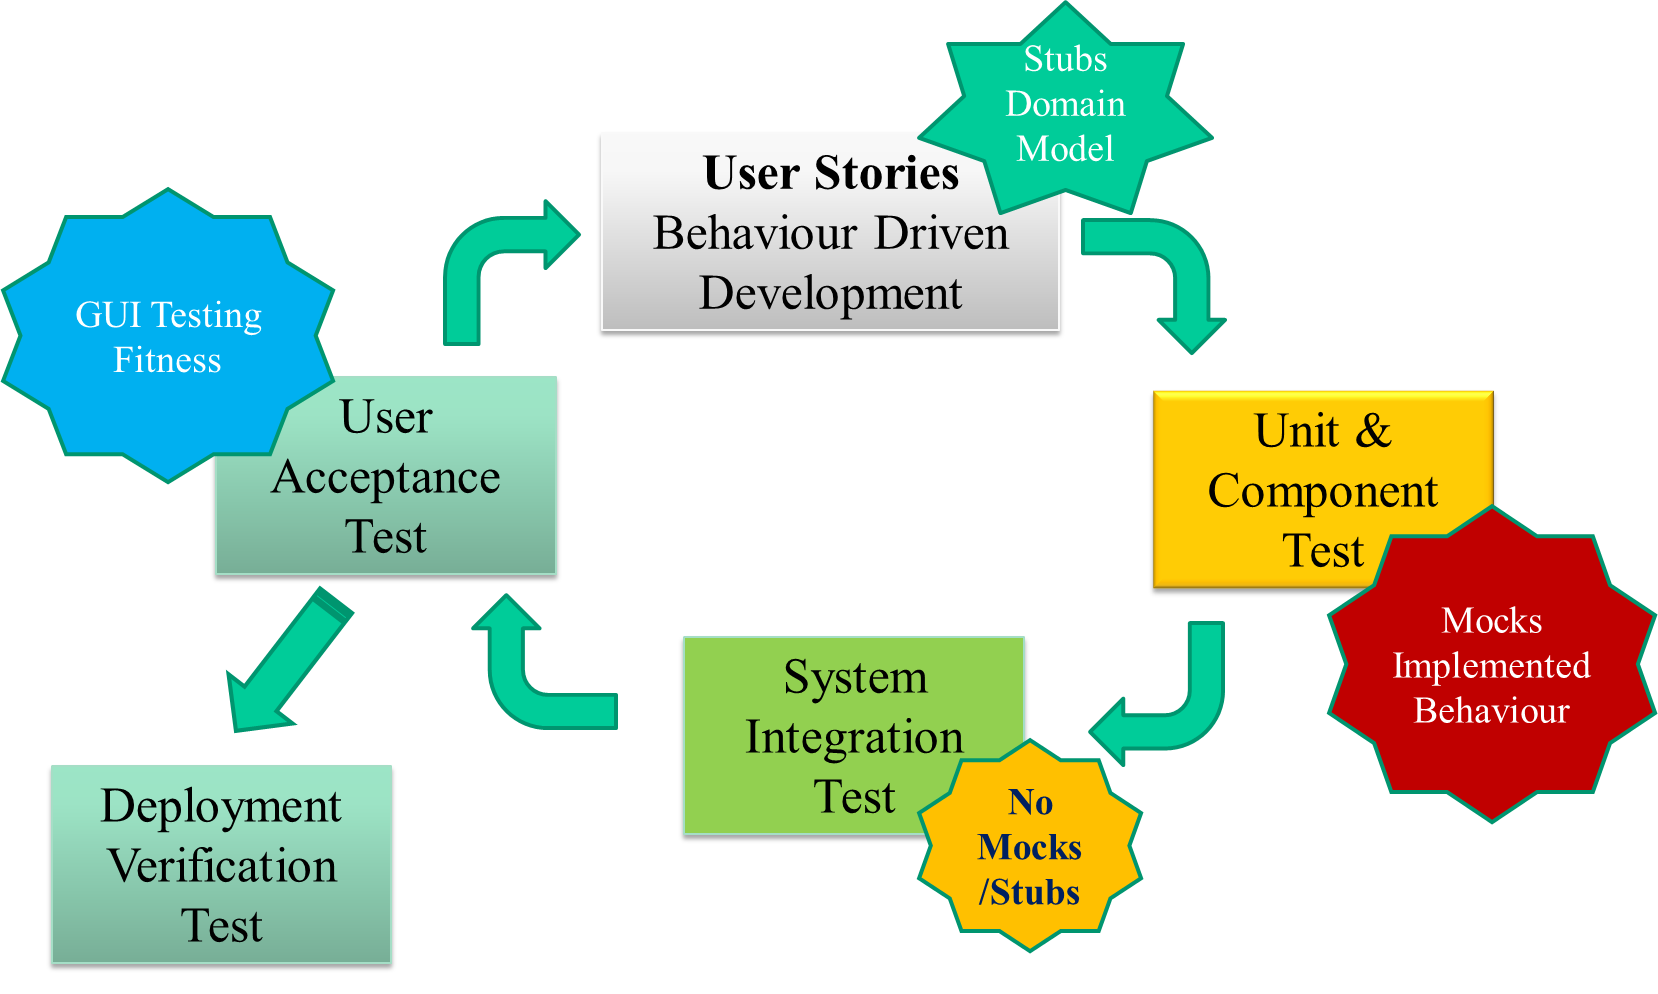 Stubs
Domain
Model
User Stories
Behaviour Driven
Development
GUI Testing
Fitness
User
Acceptance
Test
Unit &
Component
Test
Mocks
Implemented
Behaviour
System
Integration
Test
No
Mocks
/Stubs
Deployment
Verification
Test